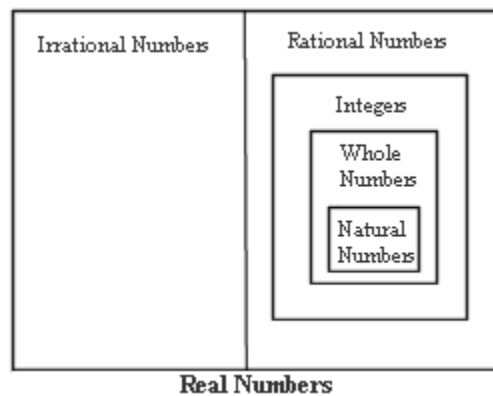 Irrational Numbers
Rational Numbers
Integers
Whole
Numbers
Natural
Numbers
Real Numbers